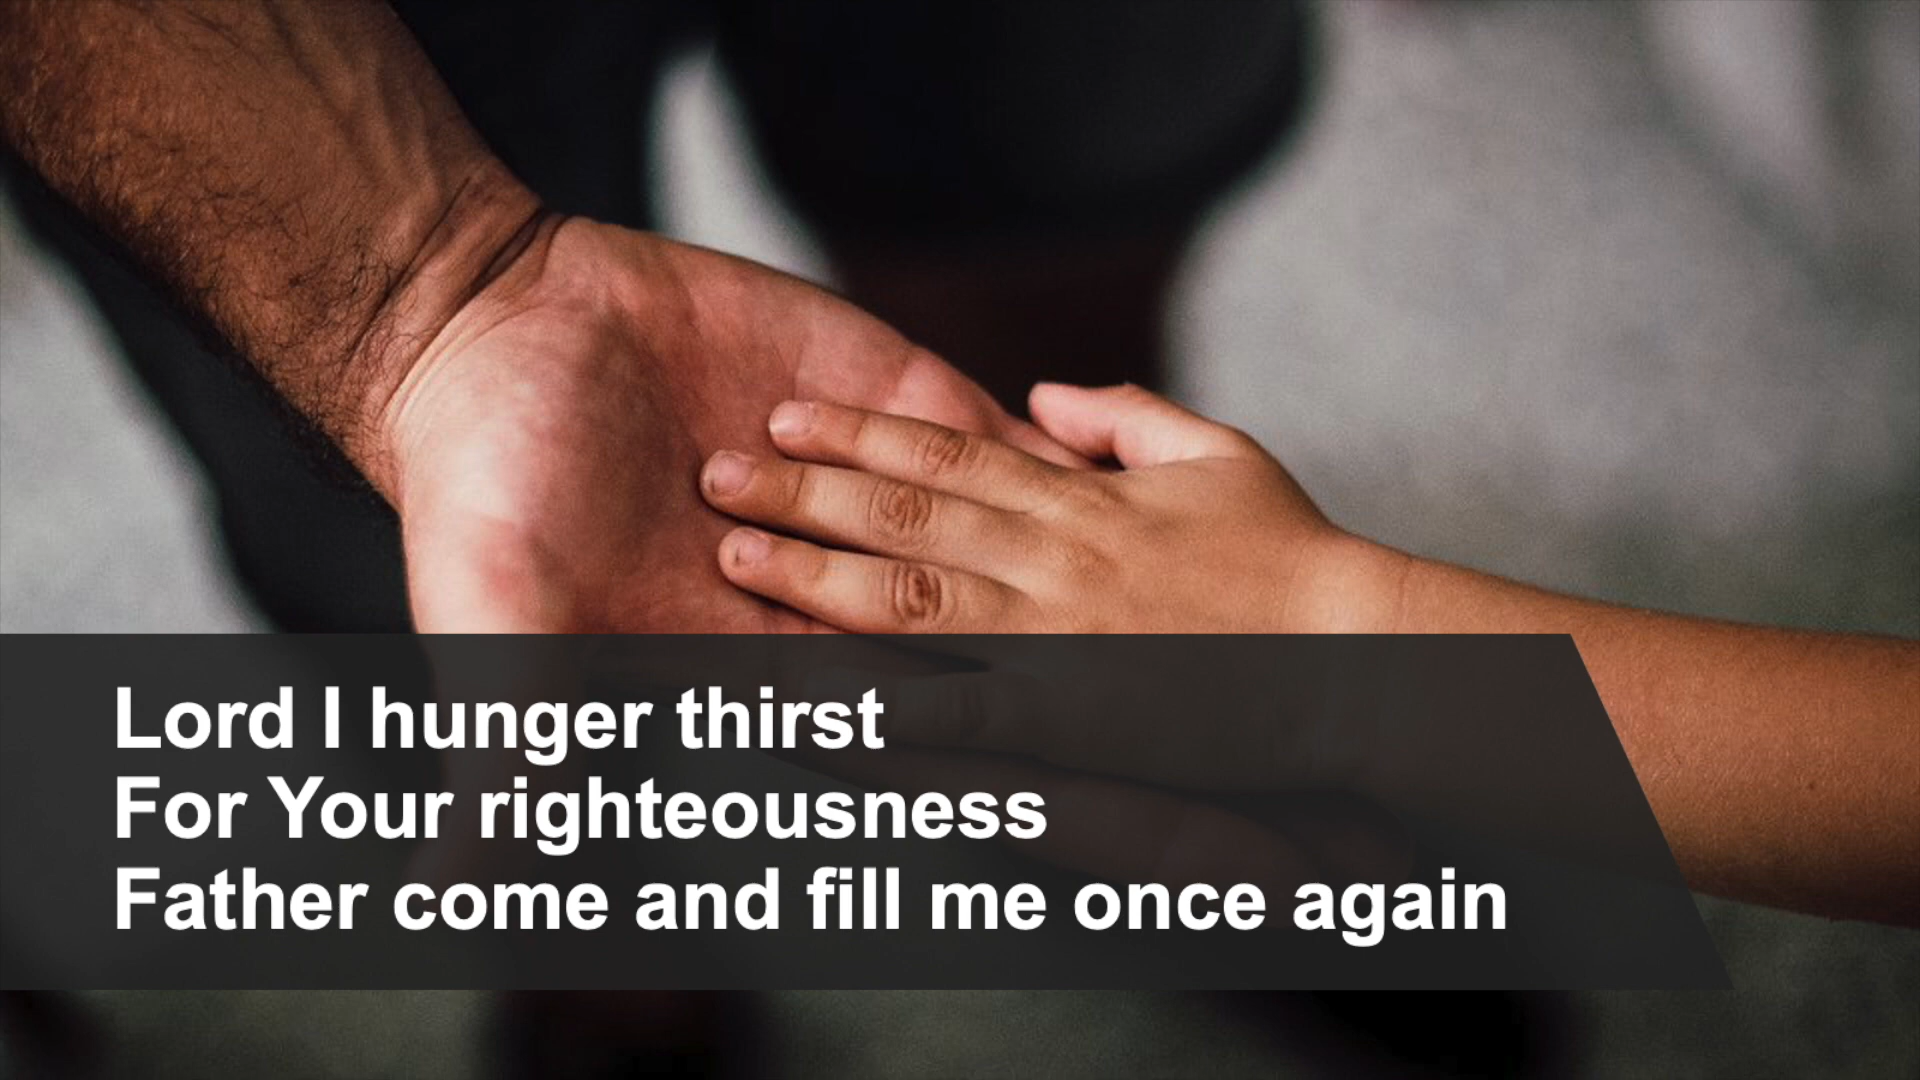 Lord I hunger thirst
For Your righteousness
Father come and fill me once again